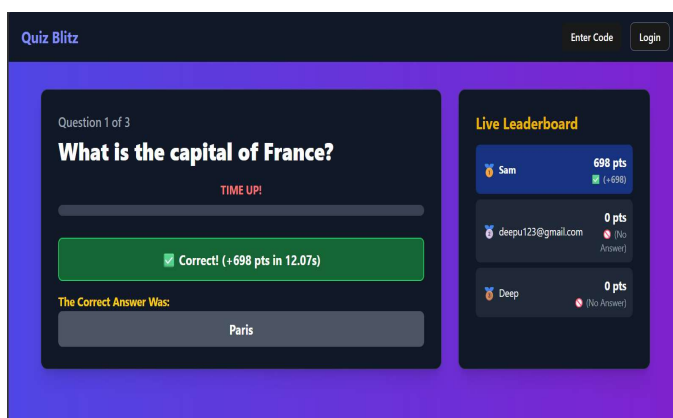 Quiz Blitz
Enter Code
Login
Question 1 of 3
What is the capital of France?
TIME UP!
✅ Correct! (+698 pts in 12.07s)
The Correct Answer Was:
Paris
Live Leaderboard
🥇 Sam 698 pts
✅ (+698)
🥈 deepu123@gmail.com 0 pts
🚫 (No
Answer)
🥉 Deep 0 pts
🚫 (No Answer)